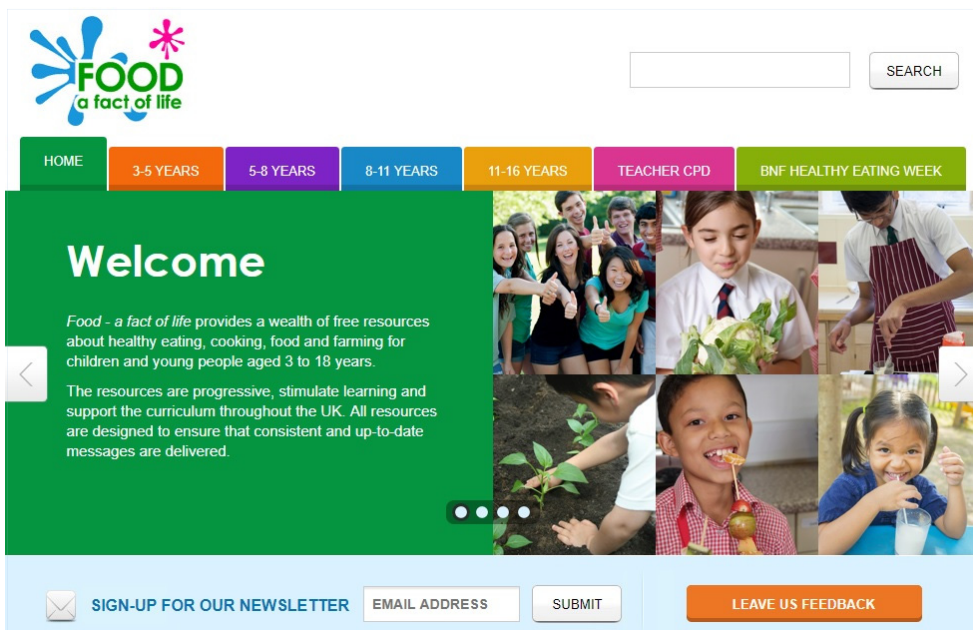 FOOD
a fact of life
SEARCH
HOME
3-5 YEARS
5-8 YEARS
8-11 YEARS
11-16 YEARS
TEACHER CPD
BNF HEALTHY EATING WEEK
Welcome
Food - a fact of life provides a wealth of free resources
about healthy eating, cooking, food and farming for
children and young people aged 3 to 18 years.
The resources are progressive, stimulate learning and
support the curriculum throughout the UK. All resources
are designed to ensure that consistent and up-to-date
messages are delivered.
SIGN-UP FOR OUR NEWSLETTER
EMAIL ADDRESS
SUBMIT
LEAVE US FEEDBACK